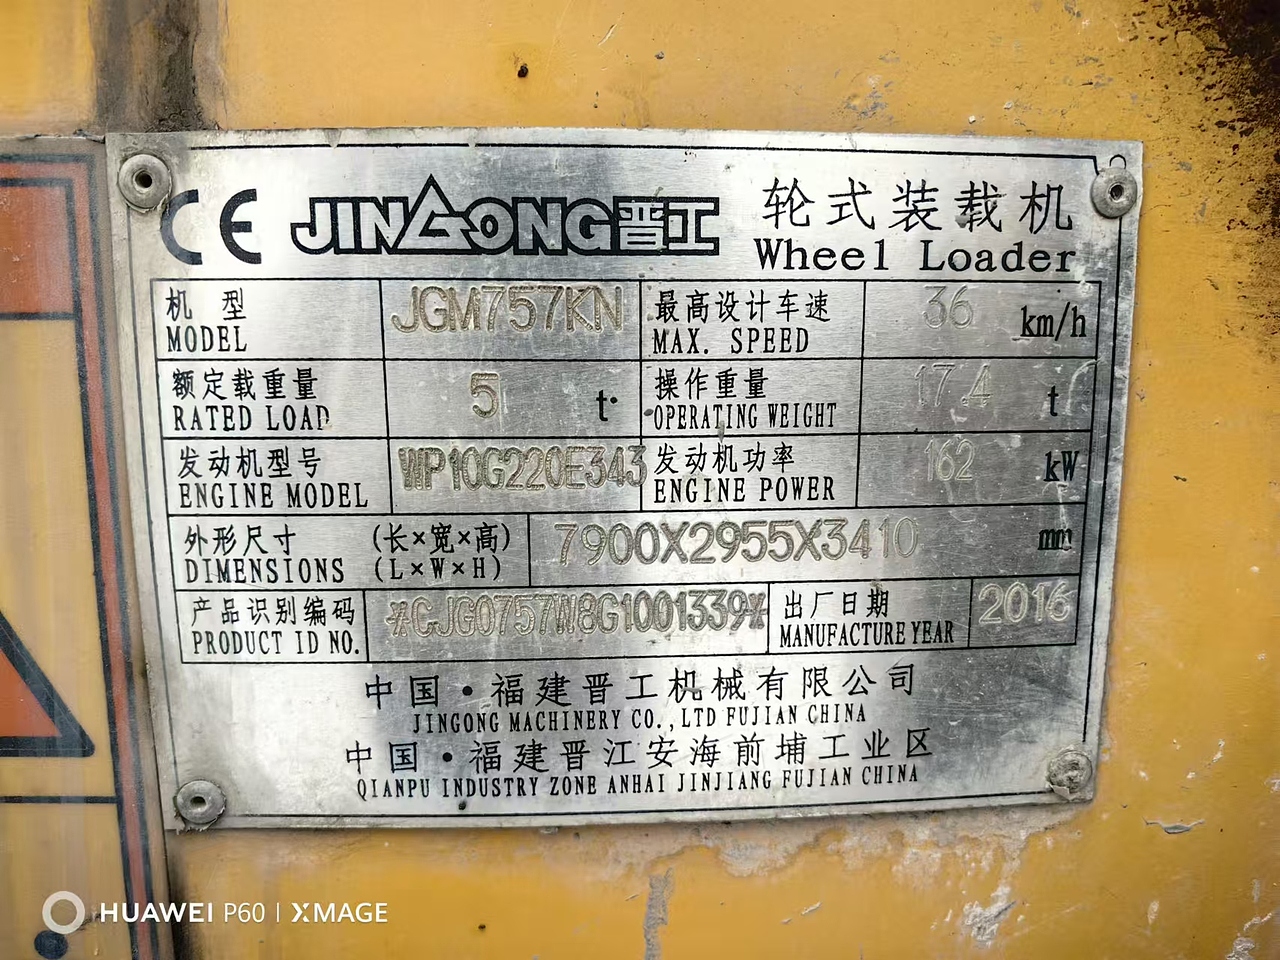 CE JINGONG晋工 轮式装载机
Wheel Loader
机 型 JGM757KN 最高设计车速 36 km/h
MODEL MAX. SPEED
额定载重量 5 t 操作重量 17.4 t
RATED LOAD OPERATING WEIGHT
发动机型号 WP10G220E343 发动机功率 162 kW
ENGINE MODEL ENGINE POWER
外形尺寸 (长×宽×高) 7900X2955X3410 mm
DIMENSIONS (L×W×H)
产品识别编码 *CJG0757W8G1001339* 出厂日期 2016
PRODUCT ID NO. MANUFACTURE YEAR
中国·福建晋工机械有限公司
JINGONG MACHINERY CO.,LTD FUJIAN CHINA
中国·福建晋江安海前埔工业区
QIANPU INDUSTRY ZONE ANHAI JINJIANG FUJIAN CHINA
HUAWEI P60 | XMAGE